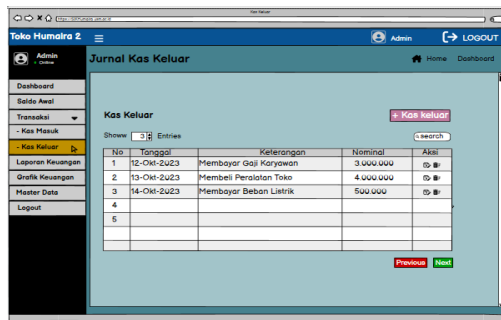 Kas Keluar
Toko Humaira 2
Admin
LOGOUT
Admin
Online
Jurnal Kas Keluar
Home Dashboard
Dashboard
Saldo Awal
Transaksi
- Kas Masuk
- Kas Keluar
Laporan Keuangan
Grafik Keuangan
Master Data
Logout
Kas Keluar
+ Kas keluar
Showw 3 Entries
search
No Tanggal Keterangan Nominal Aksi
1 12-Okt-2023 Membayar Gaji Karyawan 3.000.000
2 13-Okt-2023 Membeli Peralatan Toko 4.000.000
3 14-Okt-2023 Membayar Beban Listrik 500.000
4
5
Previous Next